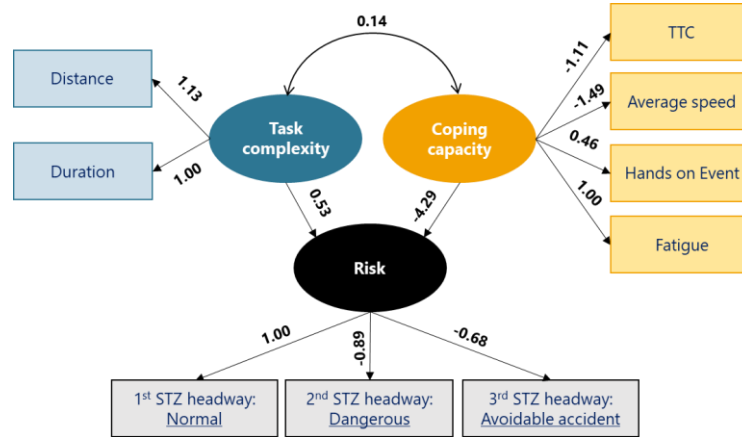 0.14
TTC
-1.11
Distance
1.13
Task
complexity
Coping
capacity
-1.49
Average speed
0.46
Hands on Event
Duration
1.00
1.00
Fatigue
0.53
-4.29
Risk
1.00
-0.89
-0.68
1st STZ headway:
Normal
2nd STZ headway:
Dangerous
3rd STZ headway:
Avoidable accident